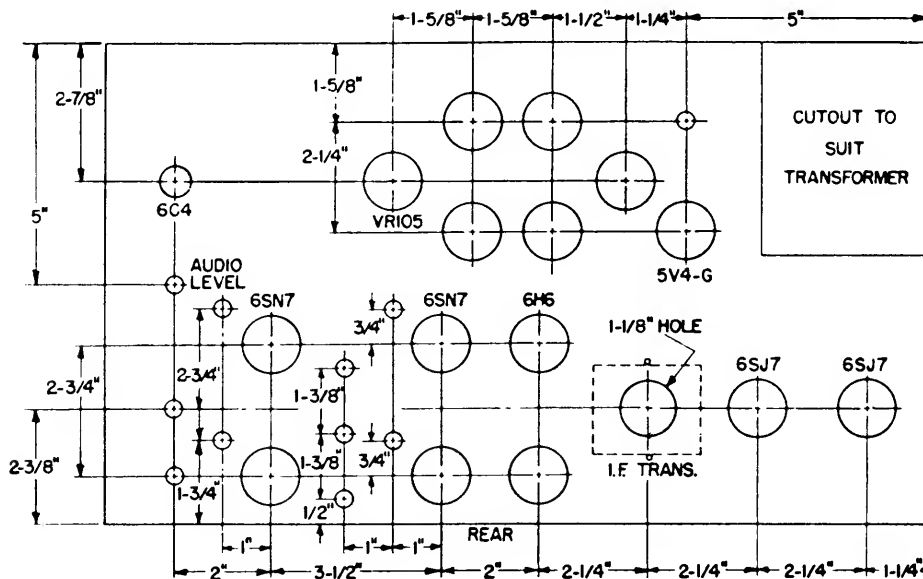 1-5/8" 1-5/8" 1-1/2" 1-1/4" 5"
2-7/8"
1-5/8"
CUTOUT TO
SUIT
TRANSFORMER
2-1/4"
6C4
VR105
5"
5V4-G
AUDIO
LEVEL
6SN7
6SN7
6H6
1-1/8" HOLE
3/4"
6SJ7
6SJ7
2-3/4"
2-3/4"
1-3/8"
2-3/8"
1-3/4"
1-3/8"
3/4"
I.F. TRANS.
1/2"
REAR
1" 1" 1"
2" 3-1/2" 2" 2-1/4" 2-1/4" 2-1/4" 1-1/4"